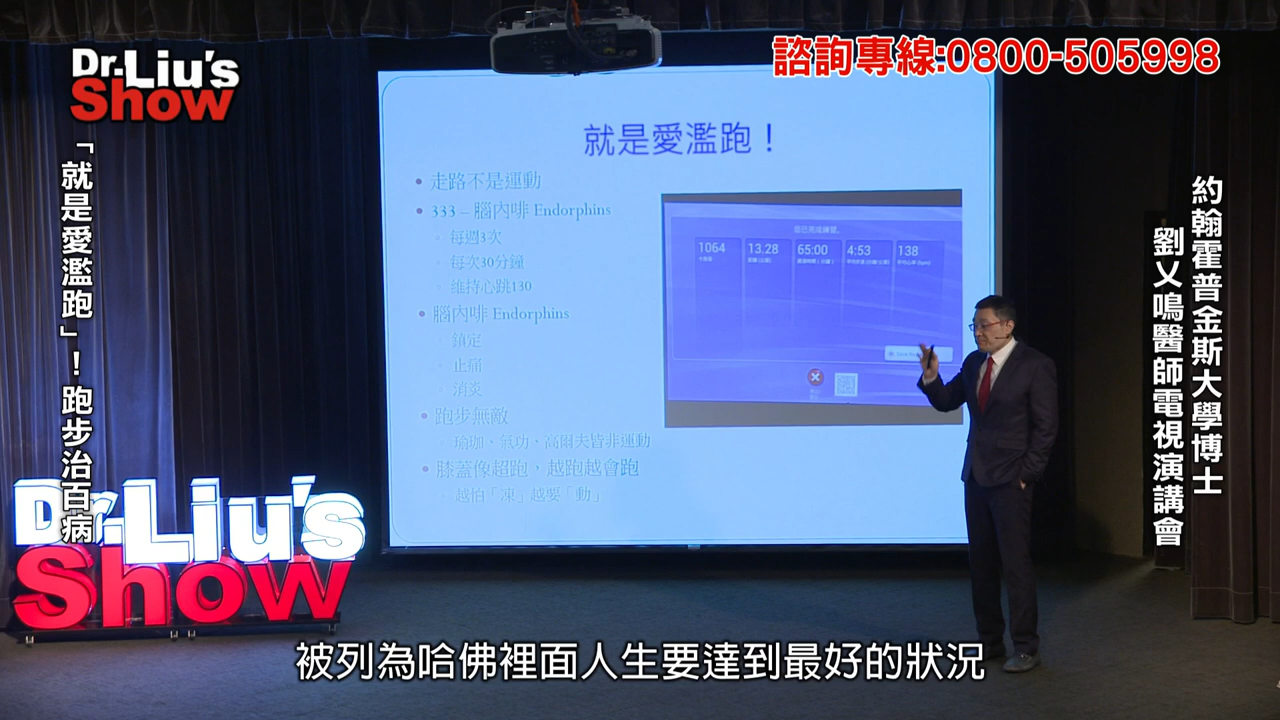 Dr.Liu's
Show
諮詢專線:0800-505998
「就是愛濫跑」！跑步治百病
約翰霍普金斯大學博士
劉乂鳴醫師電視演講會
就是愛濫跑！
• 走路不是運動
• 333 – 腦內啡 Endorphins
每週3次
每次30分鐘
維持心跳130
• 腦內啡 Endorphins
鎮定
止痛
消炎
• 跑步無敵
瑜珈、氣功、高爾夫皆非運動
• 膝蓋像超跑，越跑越會跑
越怕「凍」越要「動」
您已完成練習。
1064
13.28
65:00
4:53
138
Dr.Liu's
Show
被列為哈佛裡面人生要達到最好的狀況